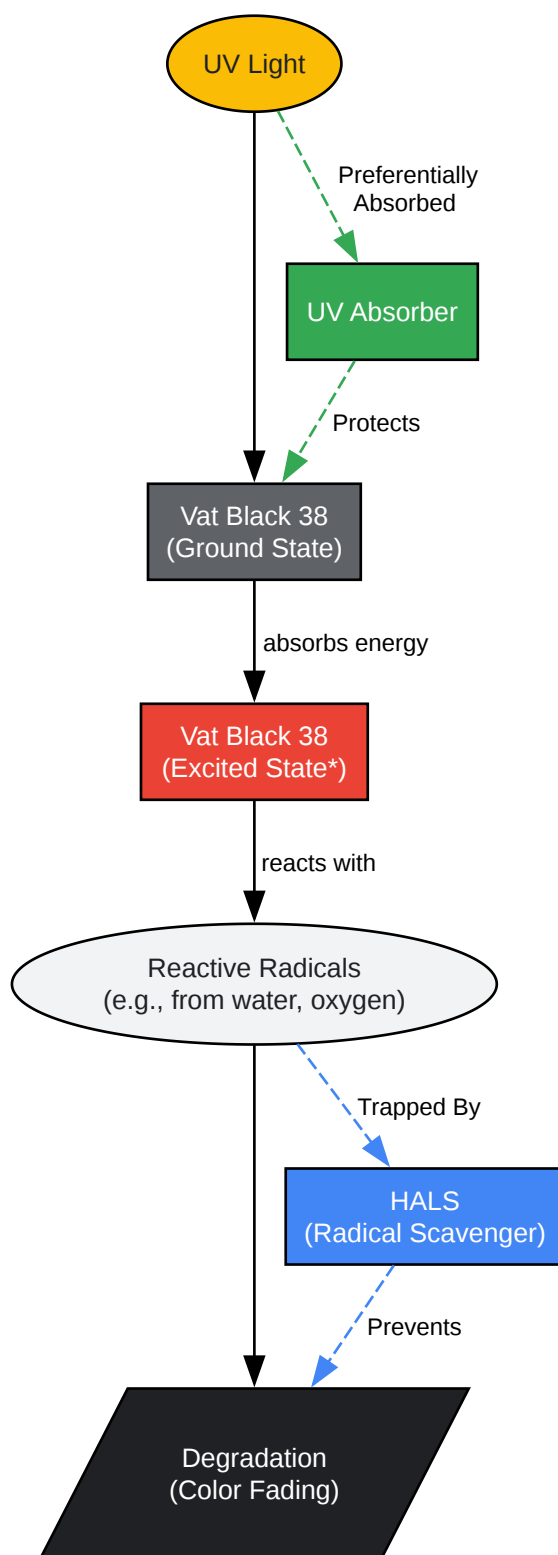 UV Light
Preferentially
Absorbed
UV Absorber
Protects
Vat Black 38
(Ground State)
absorbs energy
Vat Black 38
(Excited State*)
reacts with
Reactive Radicals
(e.g., from water, oxygen)
Trapped By
HALS
(Radical Scavenger)
Prevents
Degradation
(Color Fading)